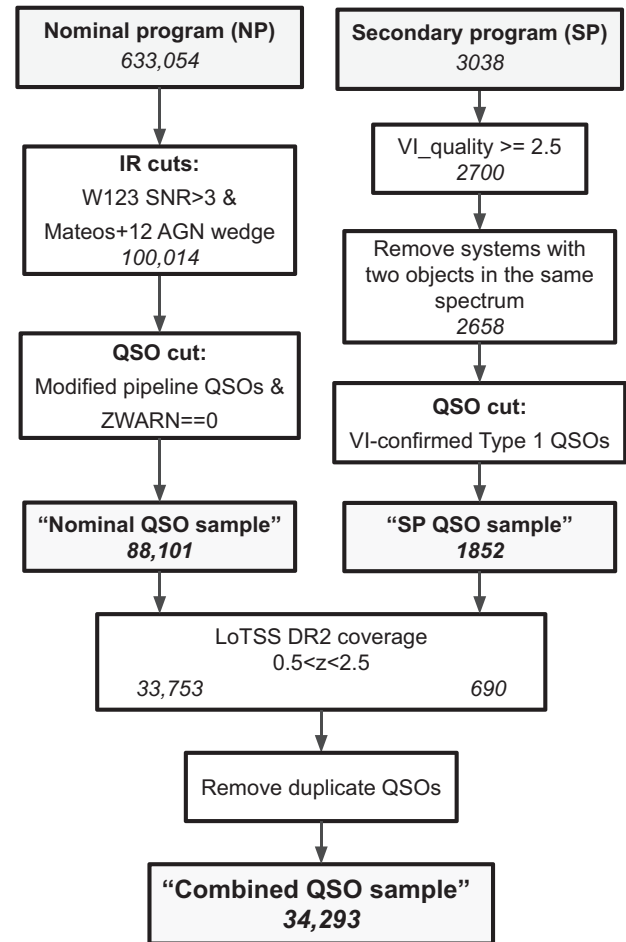 Nominal program (NP)
633,054
IR cuts:
W123 SNR>3 &
Mateos+12 AGN wedge
100,014
QSO cut:
Modified pipeline QSOs &
ZWARN==0
“Nominal QSO sample”
88,101
Secondary program (SP)
3038
VI_quality >= 2.5
2700
Remove systems with
two objects in the same
spectrum
2658
QSO cut:
VI-confirmed Type 1 QSOs
“SP QSO sample”
1852
LoTSS DR2 coverage
0.5<z<2.5
33,753 690
Remove duplicate QSOs
“Combined QSO sample”
34,293